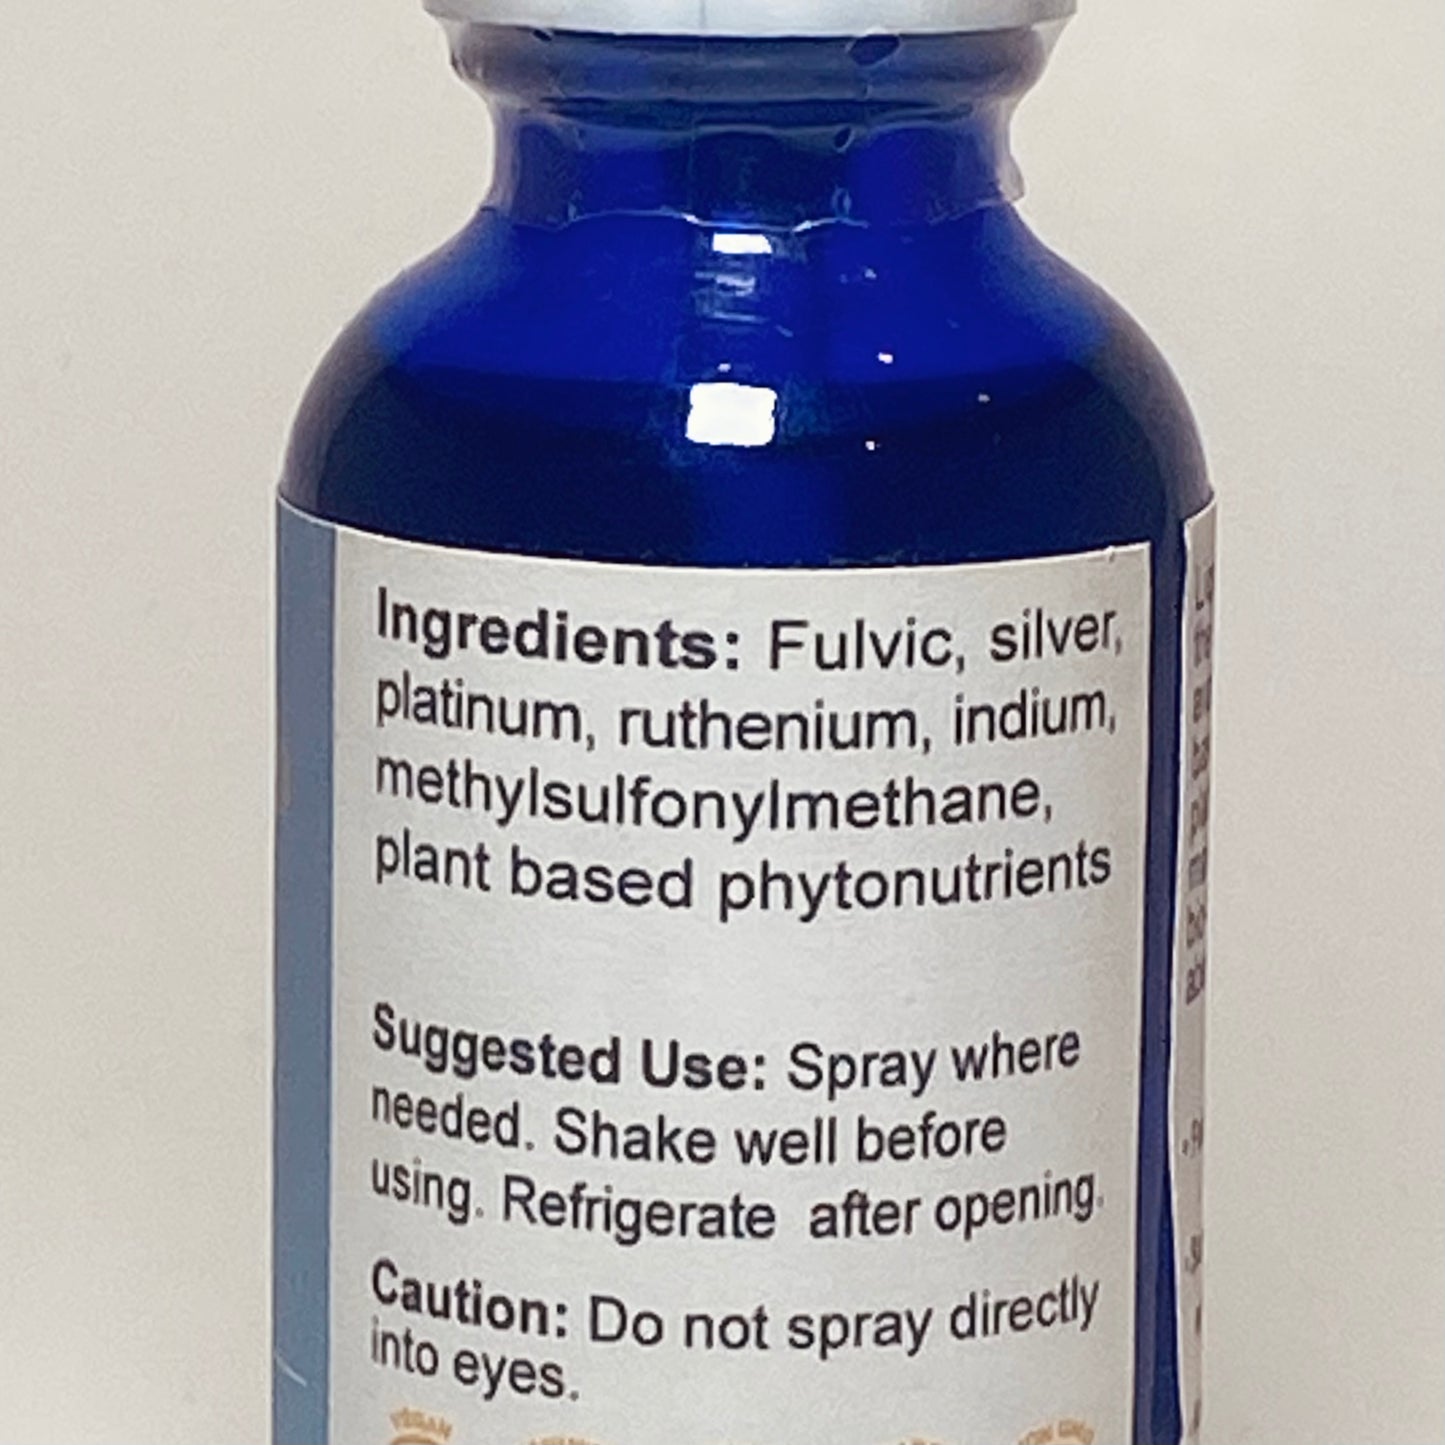 Ingredients: Fulvic, silver,
platinum, ruthenium, indium,
methylsulfonylmethane,
plant based phytonutrients
Suggested Use: Spray where
needed. Shake well before
using. Refrigerate after opening.
Caution: Do not spray directly
into eyes.
VEGAN